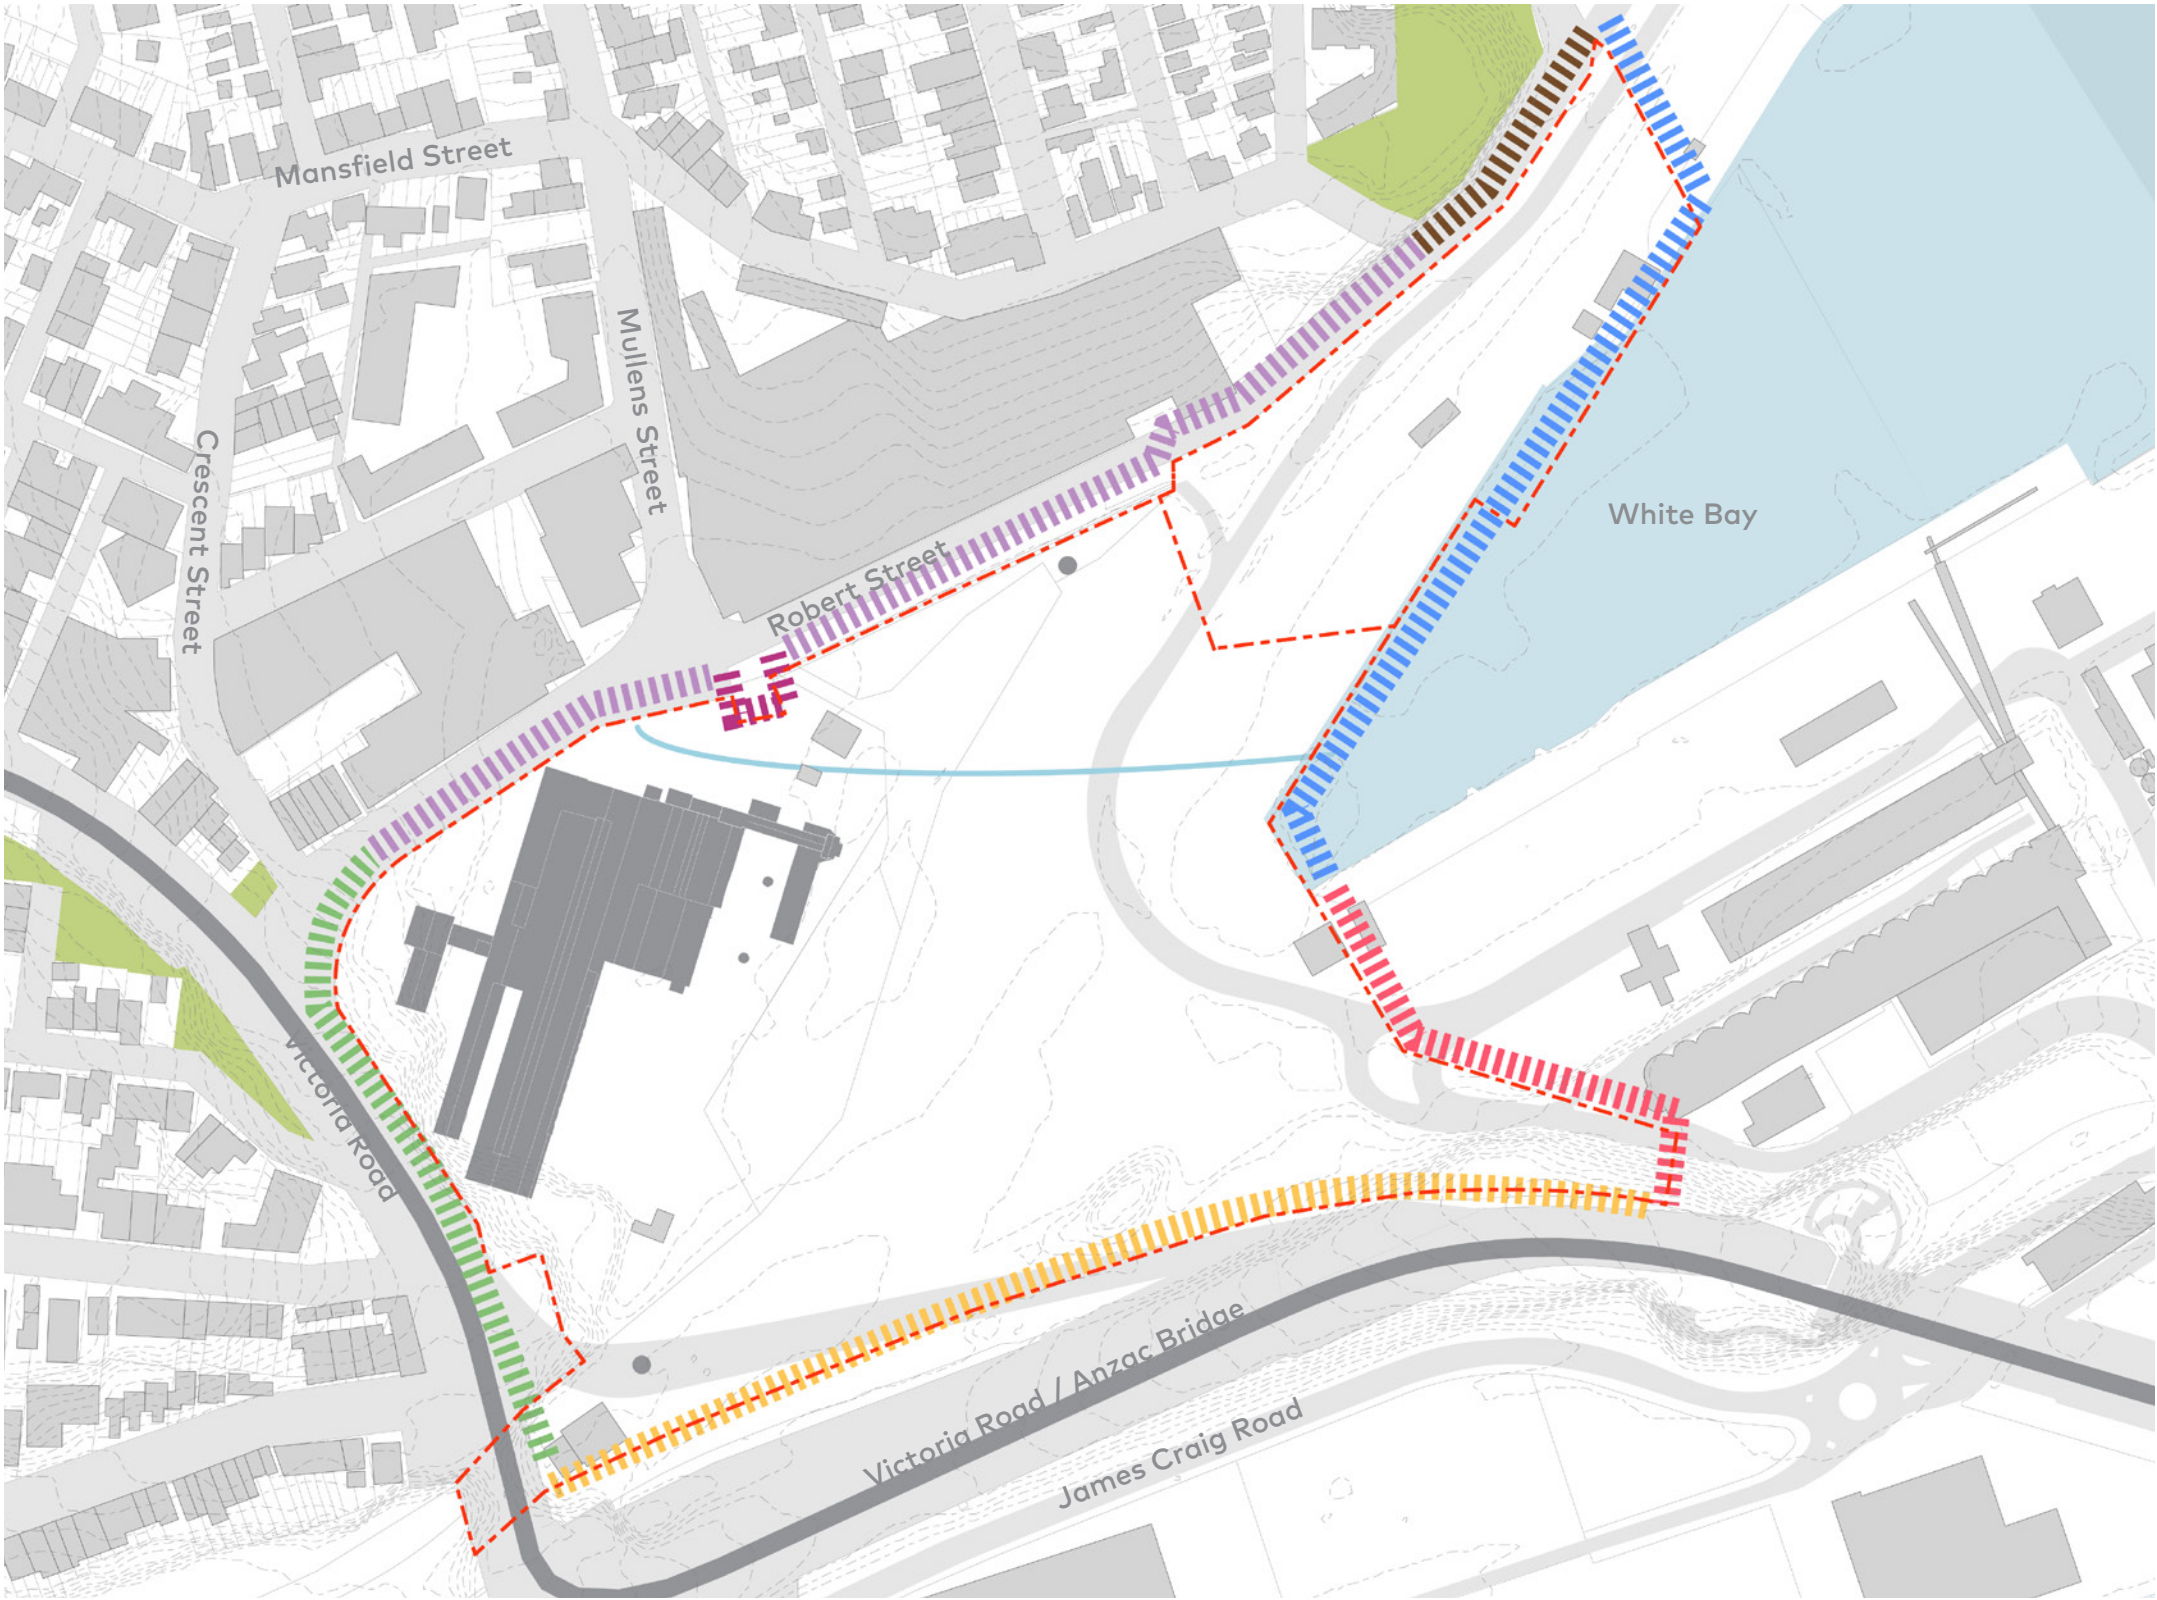 Mansfield Street
Mullens Street
Crescent Street
White Bay
Robert Street
Victoria Road
Victoria Road / Anzac Bridge
James Craig Road